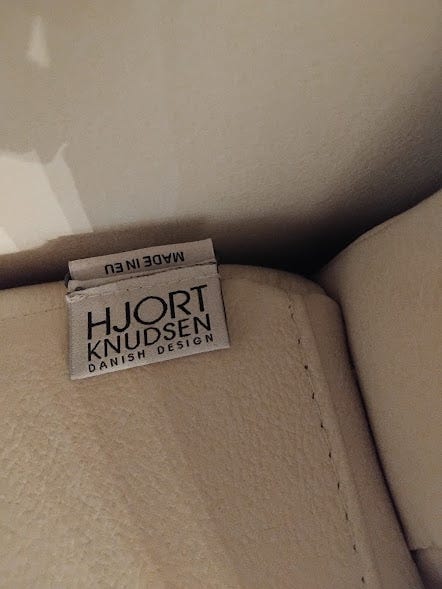 MADE IN EU
HJORT
KNUDSEN
DANISH DESIGN